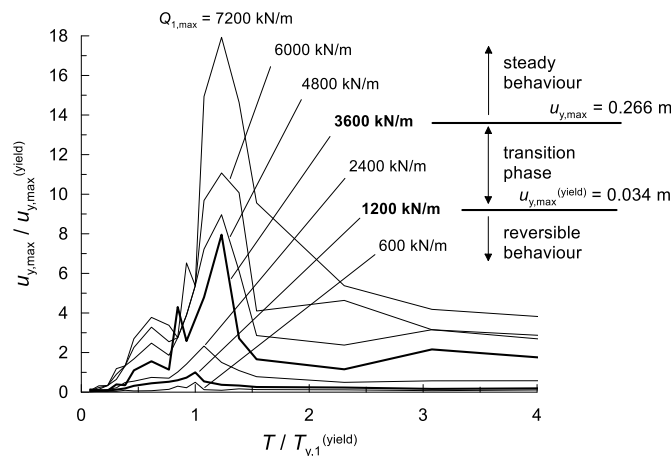 Q1,max = 7200 kN/m
6000 kN/m
4800 kN/m
3600 kN/m
2400 kN/m
1200 kN/m
600 kN/m
steady
behaviour
uy,max = 0.266 m
transition
phase
uy,max(yield) = 0.034 m
reversible
behaviour
uy,max / uy,max(yield)
18
16
14
12
10
8
6
4
2
0
0
1
2
3
4
T / Ty,1(yield)